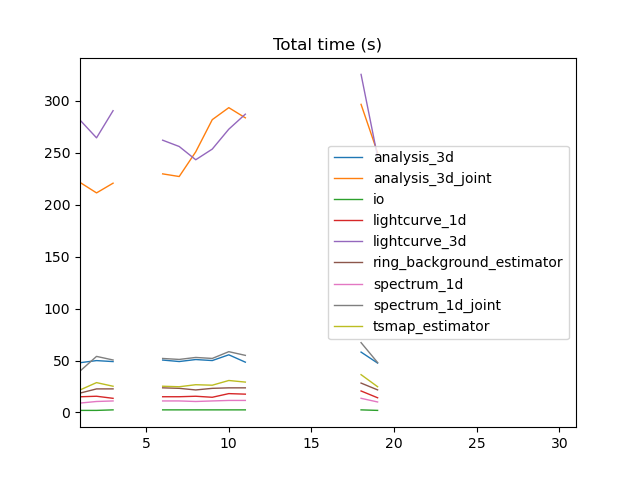 Total time (s)
300
250
200
150
100
50
0
analysis_3d
analysis_3d_joint
io
lightcurve_1d
lightcurve_3d
ring_background_estimator
spectrum_1d
spectrum_1d_joint
tsmap_estimator
5 10 15 20 25 30